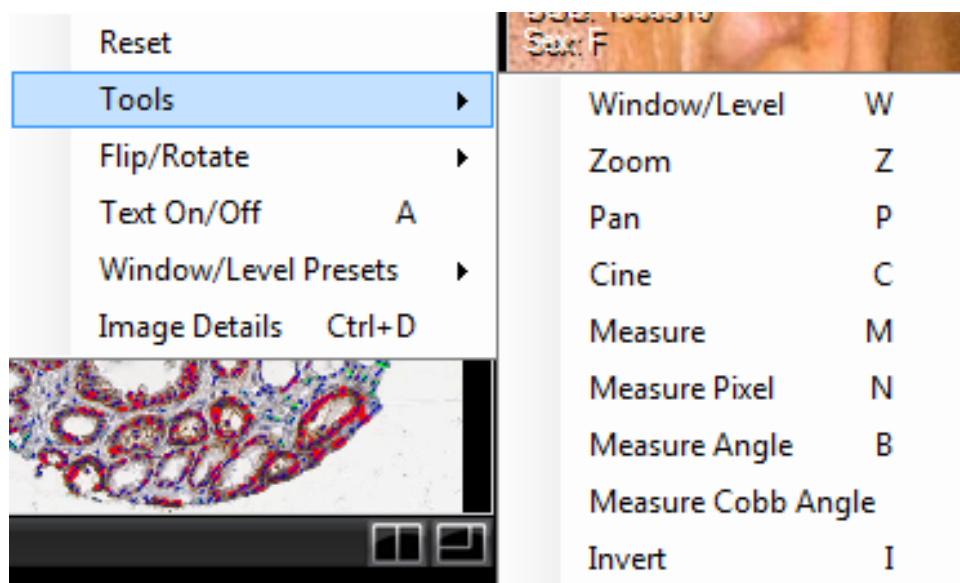 Reset
Tools
Flip/Rotate
Text On/Off A
Window/Level Presets
Image Details Ctrl+D
Sex: F
Window/Level W
Zoom Z
Pan P
Cine C
Measure M
Measure Pixel N
Measure Angle B
Measure Cobb Angle
Invert I